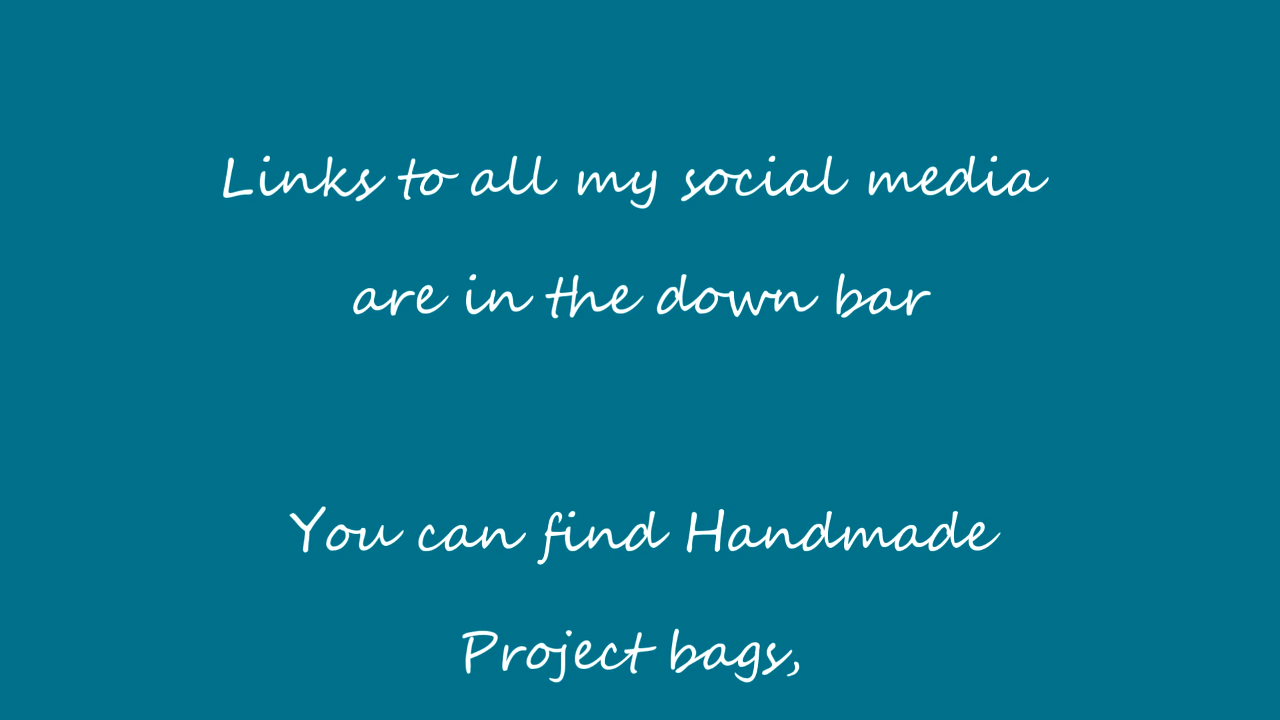 Links to all my social media
are in the down bar
You can find Handmade
Project bags,